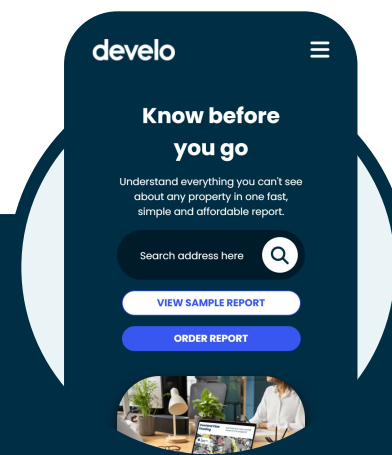 develo
Know before
you go
Understand everything you can't see
about any property in one fast,
simple and affordable report.
Search address here
VIEW SAMPLE REPORT
ORDER REPORT